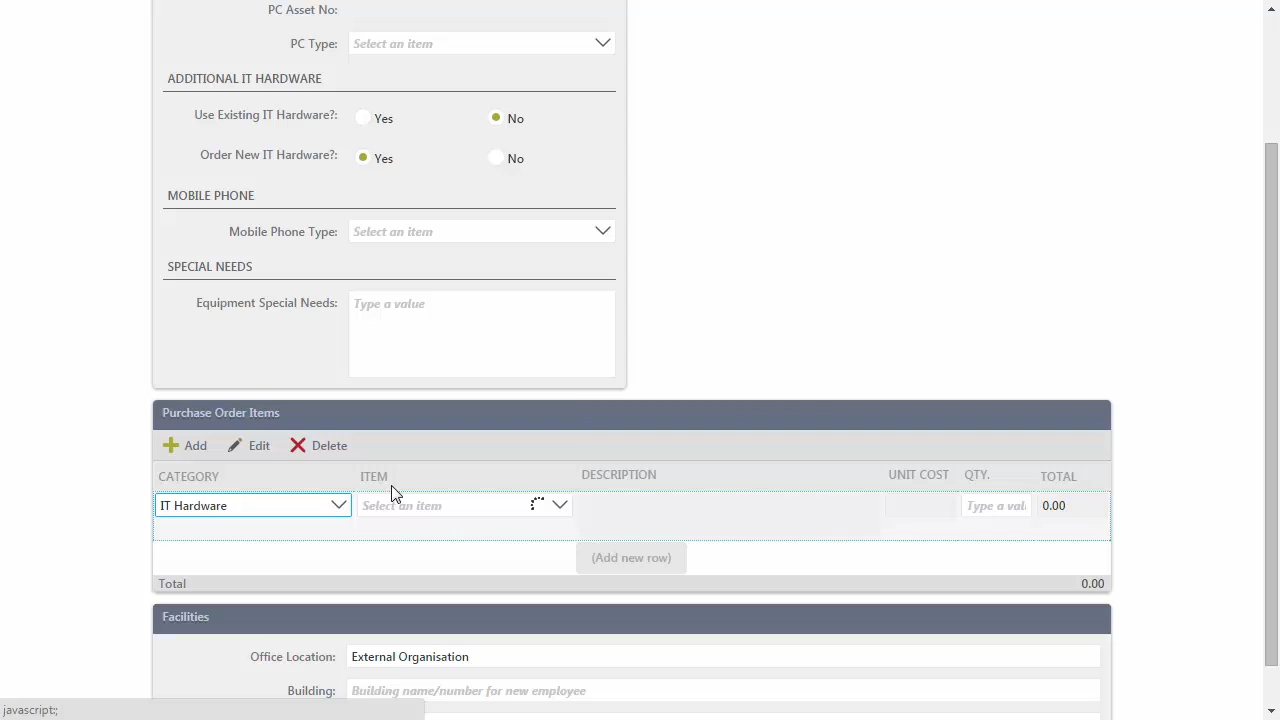 PC Asset No:
PC Type: Select an item
ADDITIONAL IT HARDWARE
Use Existing IT Hardware?: Yes No
Order New IT Hardware?: Yes No
MOBILE PHONE
Mobile Phone Type: Select an item
SPECIAL NEEDS
Equipment Special Needs: Type a value
Purchase Order Items
Add Edit Delete
CATEGORY ITEM DESCRIPTION UNIT COST QTY. TOTAL
IT Hardware Select an item Type a val 0.00
(Add new row)
Total 0.00
Facilities
Office Location: External Organisation
Building: Building name/number for new employee
javascript:;